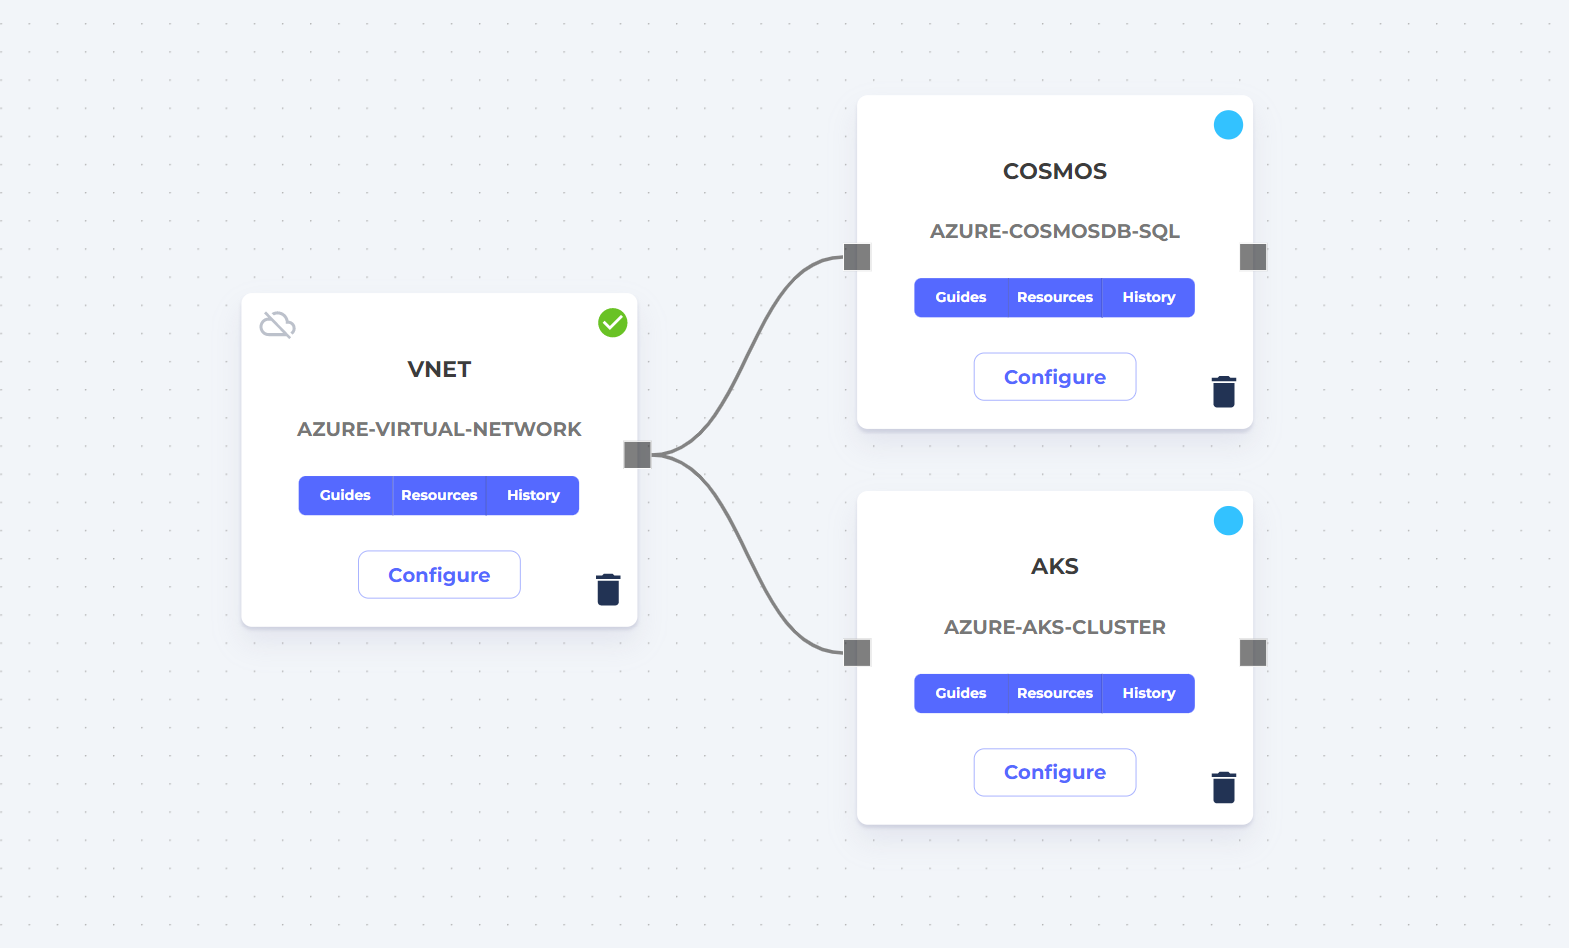 VNET
AZURE-VIRTUAL-NETWORK
Guides Resources History
Configure
COSMOS
AZURE-COSMOSDB-SQL
Guides Resources History
Configure
AKS
AZURE-AKS-CLUSTER
Guides Resources History
Configure